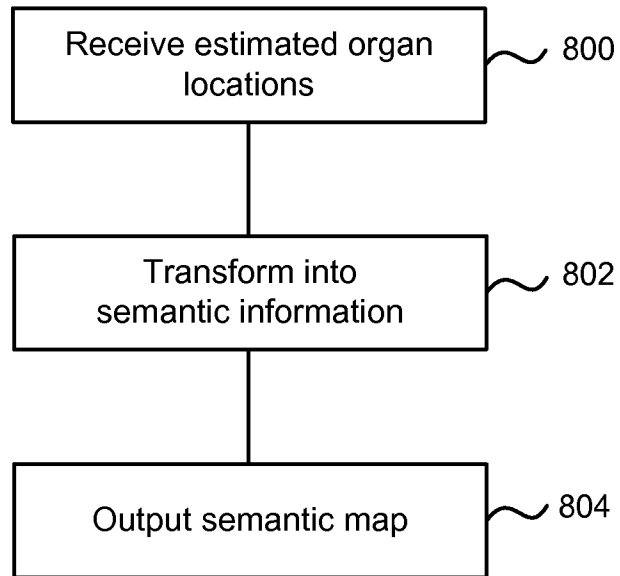 Receive estimated organ
locations
800
Transform into
semantic information
802
Output semantic map
804